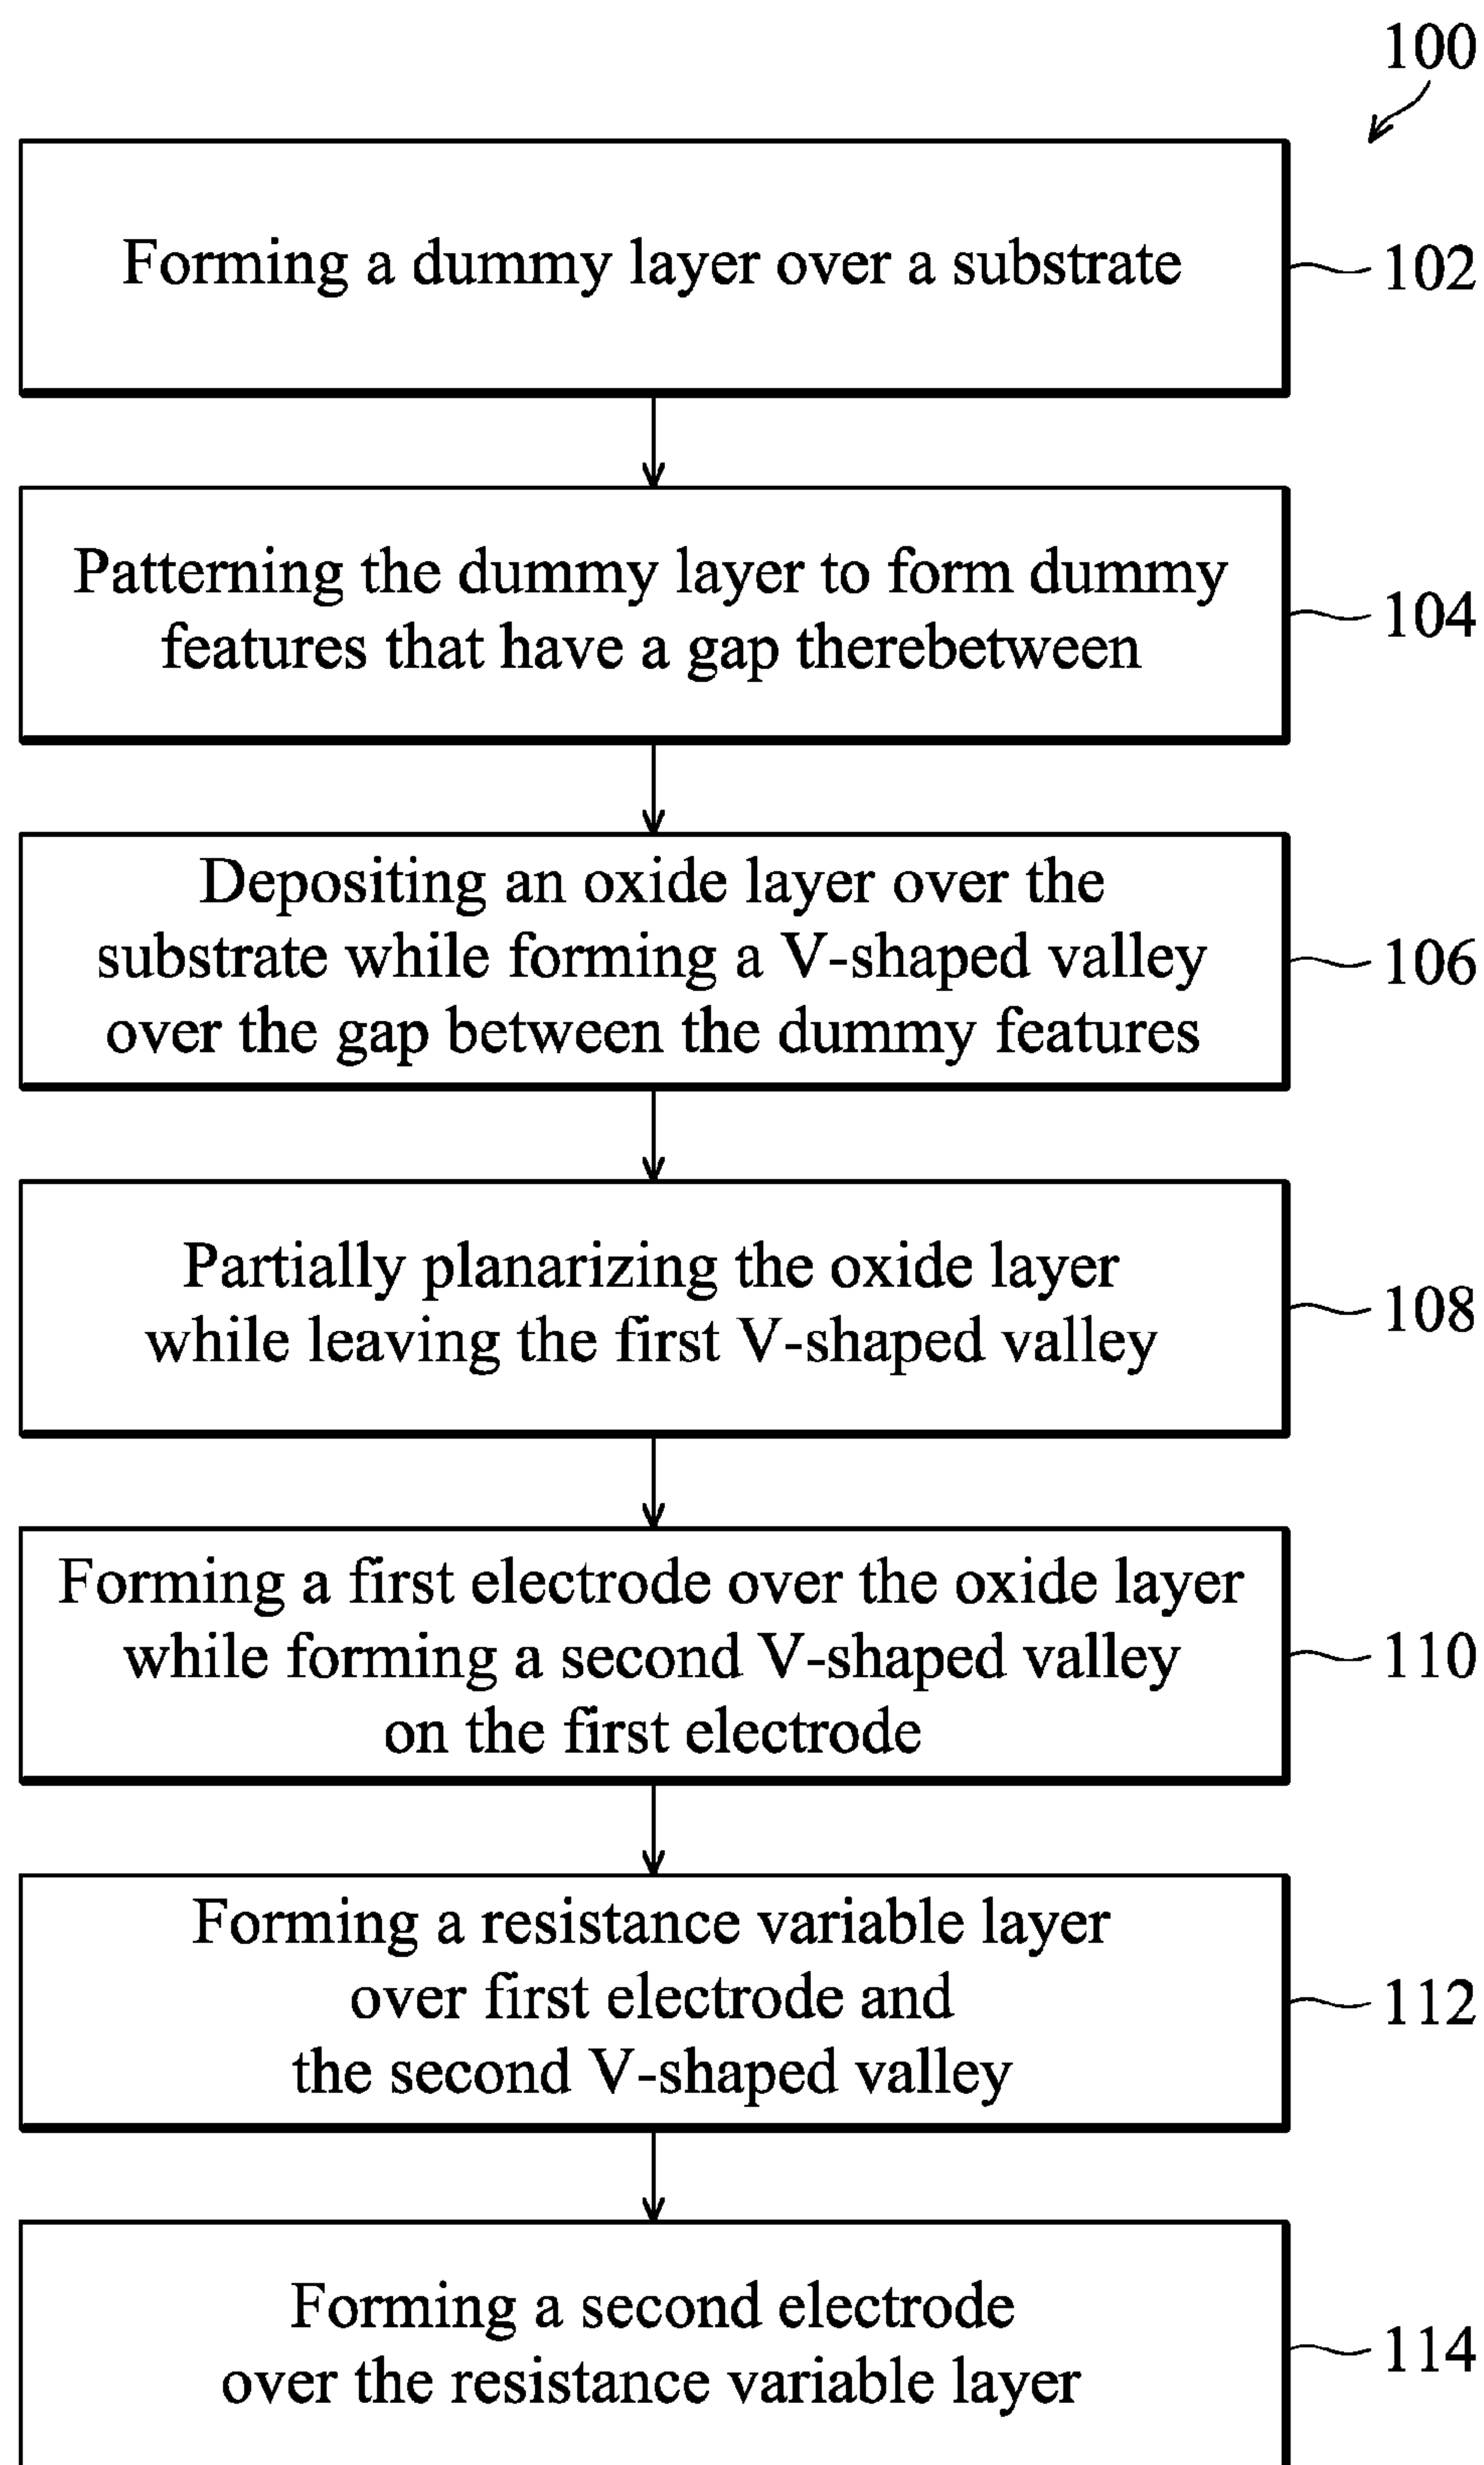 100
Forming a dummy layer over a substrate
102
Patterning the dummy layer to form dummy
features that have a gap therebetween
104
Depositing an oxide layer over the
substrate while forming a V-shaped valley
over the gap between the dummy features
106
Partially planarizing the oxide layer
while leaving the first V-shaped valley
108
Forming a first electrode over the oxide layer
while forming a second V-shaped valley
on the first electrode
110
Forming a resistance variable layer
over first electrode and
the second V-shaped valley
112
Forming a second electrode
over the resistance variable layer
114